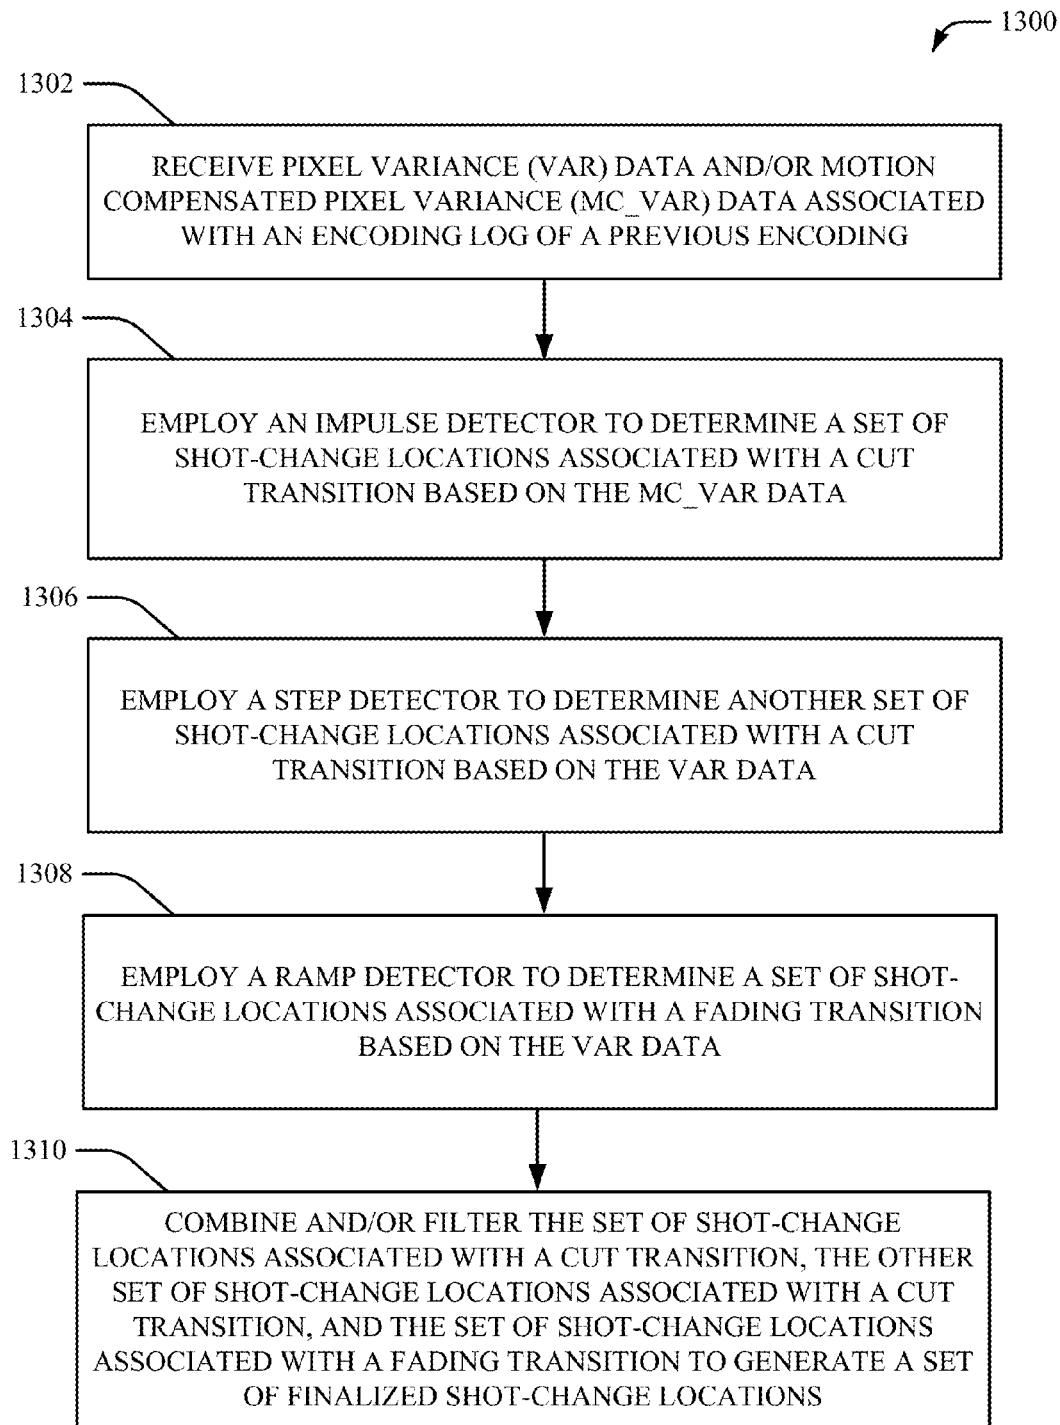 1300
1302
RECEIVE PIXEL VARIANCE (VAR) DATA AND/OR MOTION
COMPENSATED PIXEL VARIANCE (MC_VAR) DATA ASSOCIATED
WITH AN ENCODING LOG OF A PREVIOUS ENCODING
1304
EMPLOY AN IMPULSE DETECTOR TO DETERMINE A SET OF
SHOT-CHANGE LOCATIONS ASSOCIATED WITH A CUT
TRANSITION BASED ON THE MC_VAR DATA
1306
EMPLOY A STEP DETECTOR TO DETERMINE ANOTHER SET OF
SHOT-CHANGE LOCATIONS ASSOCIATED WITH A CUT
TRANSITION BASED ON THE VAR DATA
1308
EMPLOY A RAMP DETECTOR TO DETERMINE A SET OF SHOT-
CHANGE LOCATIONS ASSOCIATED WITH A FADING TRANSITION
BASED ON THE VAR DATA
1310
COMBINE AND/OR FILTER THE SET OF SHOT-CHANGE
LOCATIONS ASSOCIATED WITH A CUT TRANSITION, THE OTHER
SET OF SHOT-CHANGE LOCATIONS ASSOCIATED WITH A CUT
TRANSITION, AND THE SET OF SHOT-CHANGE LOCATIONS
ASSOCIATED WITH A FADING TRANSITION TO GENERATE A SET
OF FINALIZED SHOT-CHANGE LOCATIONS